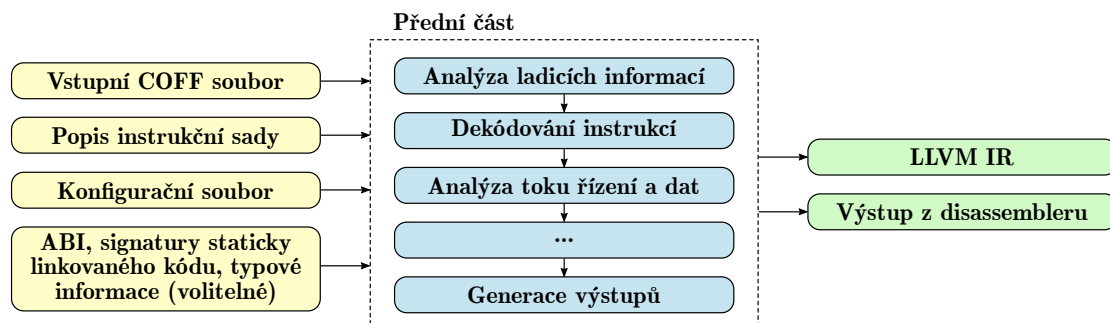 Přední část
Vstupní COFF soubor
Popis instrukční sady
Konfigurační soubor
ABI, signatury staticky
linkovaného kódu, typové
informace (volitelné)
Analýza ladicích informací
Dekódování instrukcí
Analýza toku řízení a dat
...
Generace výstupů
LLVM IR
Výstup z disassembleru